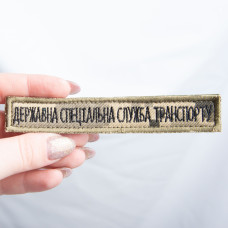 ДЕРЖАВНА СПЕЦІАЛЬНА СЛУЖБА ТРАНСПОРТУ